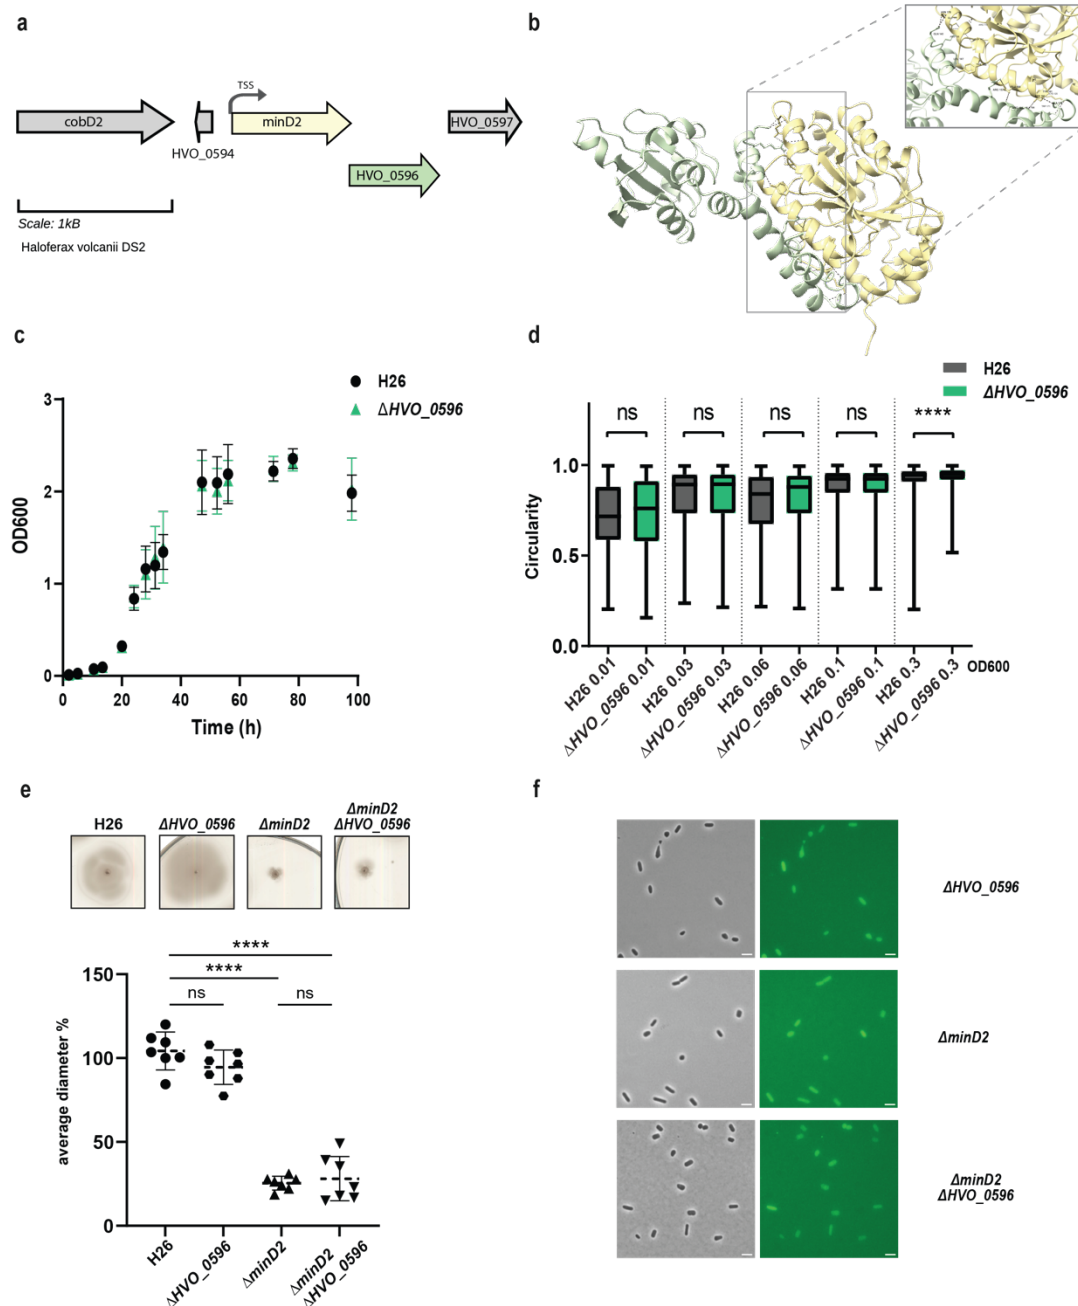 a
TSS
cobD2
minD2
HVO_0597
HVO_0594
HVO_0596
Scale: 1kB
Haloferax volcanii DS2
b
c
H26
ΔHVO_0596
3
2
1
0
OD600
0 20 40 60 80 100
Time (h)
d
H26
ΔHVO_0596
ns ns ns ns ****
1.0
0.5
0.0
Circularity
H26 0.01
ΔHVO_0596 0.01
H26 0.03
ΔHVO_0596 0.03
H26 0.06
ΔHVO_0596 0.06
H26 0.1
ΔHVO_0596 0.1
H26 0.3
ΔHVO_0596 0.3
OD600
e
H26
ΔHVO_0596
ΔminD2
ΔminD2
ΔHVO_0596
****
****
ns ns
150
100
50
0
average diameter %
H26
ΔHVO_0596
ΔminD2
ΔminD2
ΔHVO_0596
f
ΔHVO_0596
ΔminD2
ΔminD2
ΔHVO_0596